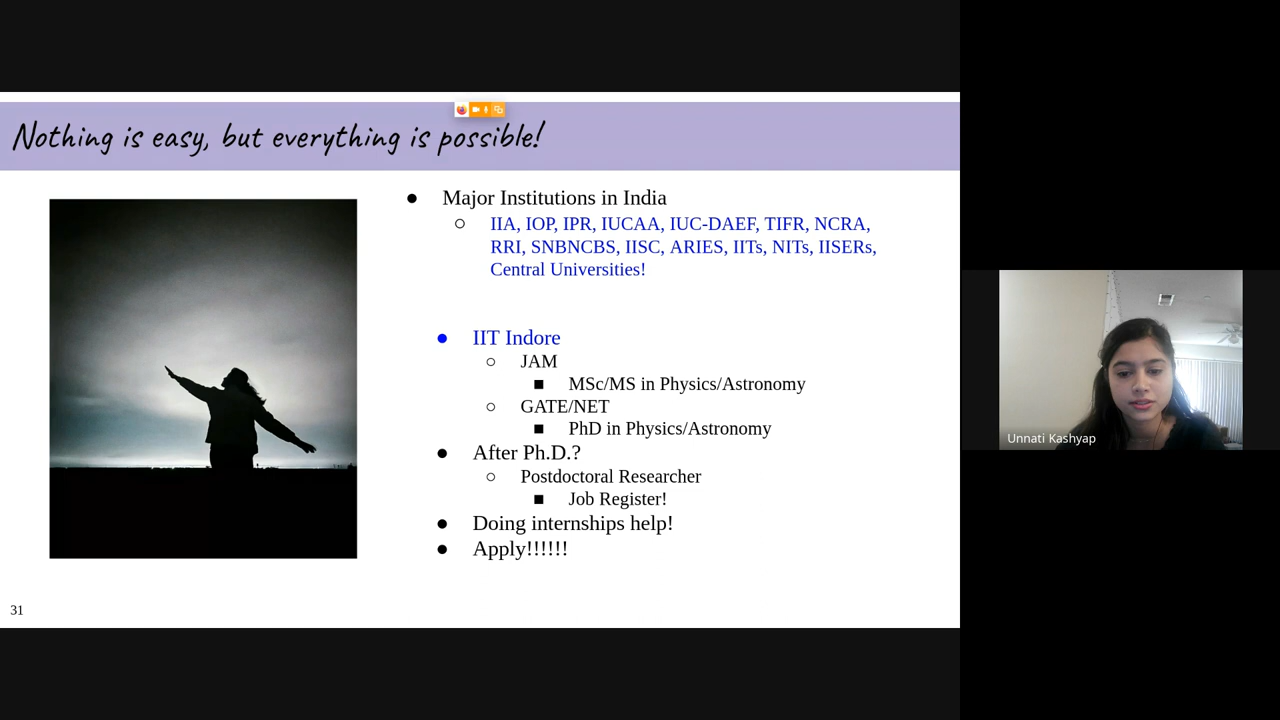 Nothing is easy, but everything is possible!
● Major Institutions in India
○ IIA, IOP, IPR, IUCAA, IUC-DAEF, TIFR, NCRA,
RRI, SNBNCBS, IISC, ARIES, IITs, NITs, IISERs,
Central Universities!
● IIT Indore
○ JAM
■ MSc/MS in Physics/Astronomy
○ GATE/NET
■ PhD in Physics/Astronomy
● After Ph.D.?
○ Postdoctoral Researcher
■ Job Register!
● Doing internships help!
● Apply!!!!!!
31
Unnati Kashyap